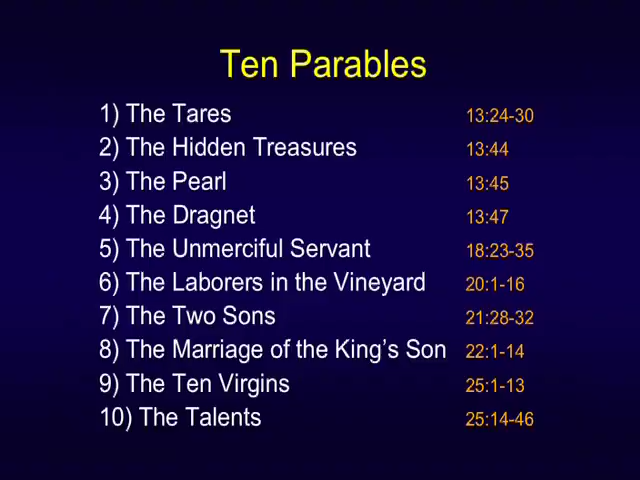 Ten Parables
1) The Tares 13:24-30
2) The Hidden Treasures 13:44
3) The Pearl 13:45
4) The Dragnet 13:47
5) The Unmerciful Servant 18:23-35
6) The Laborers in the Vineyard 20:1-16
7) The Two Sons 21:28-32
8) The Marriage of the King's Son 22:1-14
9) The Ten Virgins 25:1-13
10) The Talents 25:14-46